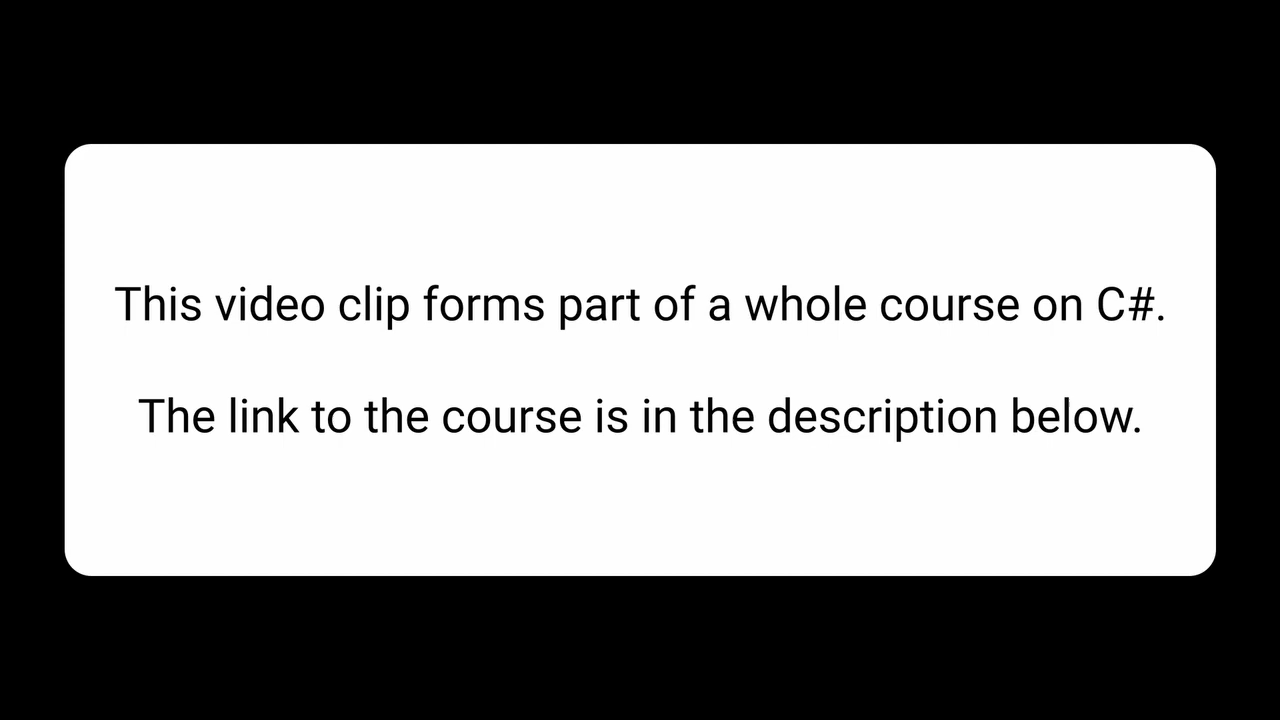 This video clip forms part of a whole course on C#.
The link to the course is in the description below.